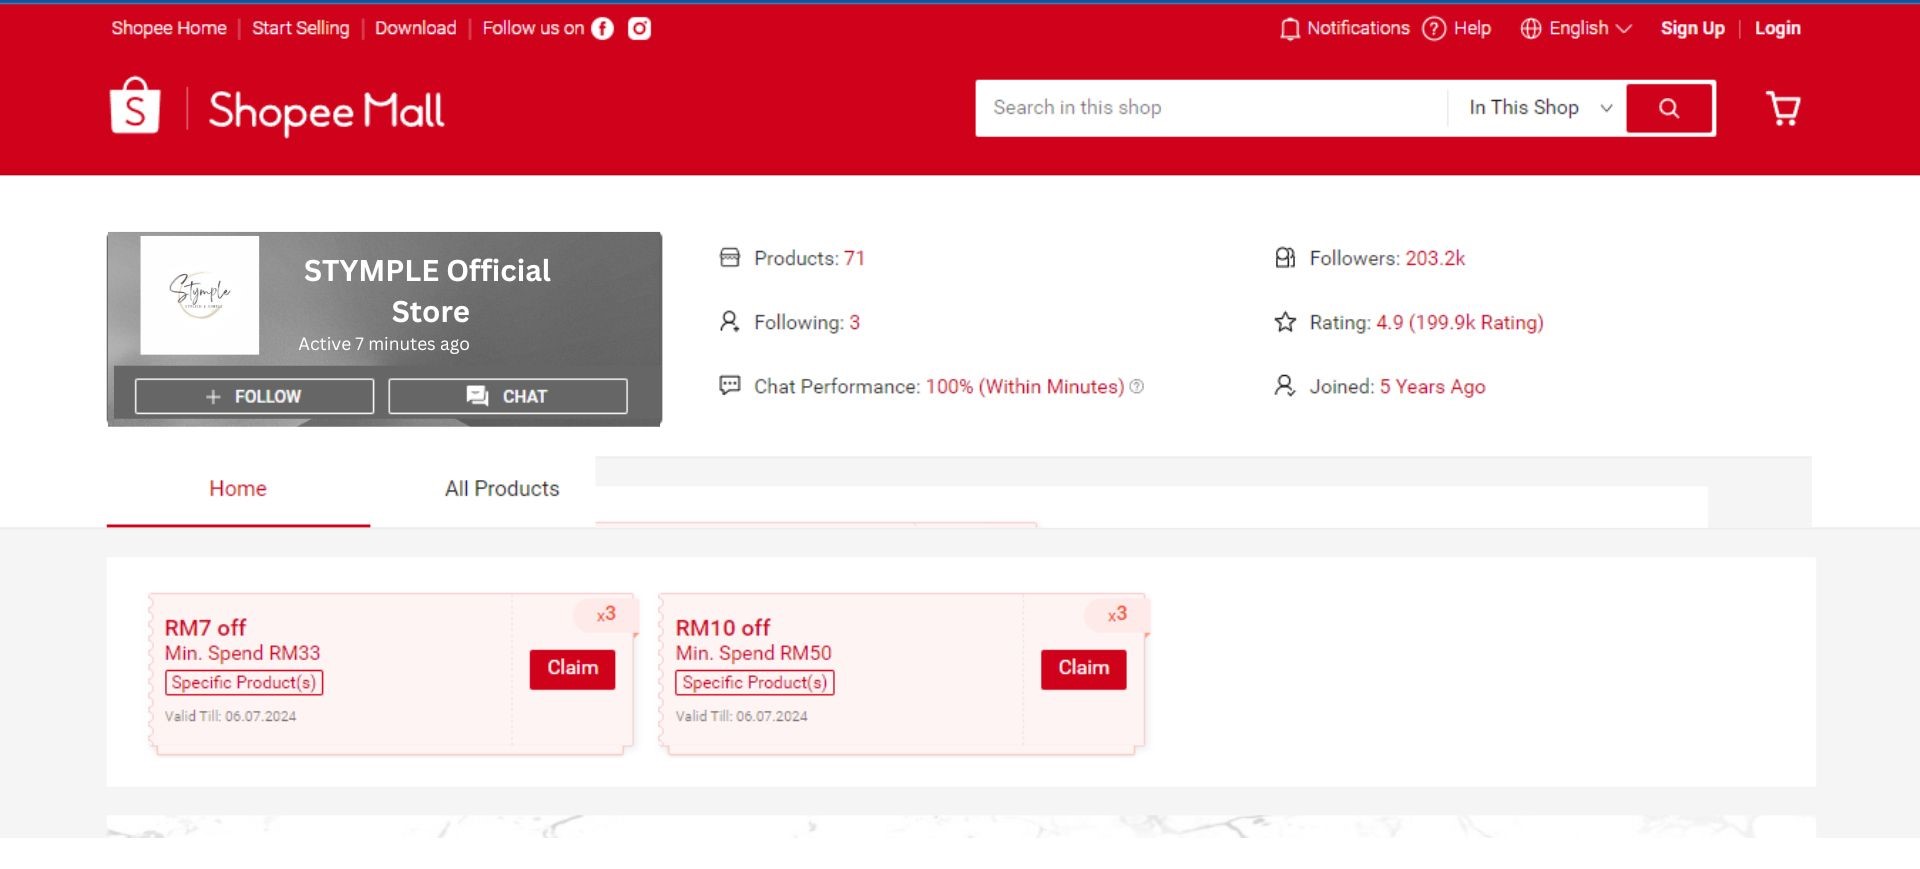 Shopee Home | Start Selling | Download | Follow us on
Notifications Help English Sign Up | Login
S | Shopee Mall
Search in this shop In This Shop
Stymple
STYMPLE Official
Store
Active 7 minutes ago
+ FOLLOW CHAT
Products: 71
Followers: 203.2k
Following: 3
Rating: 4.9 (199.9k Rating)
Chat Performance: 100% (Within Minutes)
Joined: 5 Years Ago
Home All Products
RM7 off
Min. Spend RM33
Specific Product(s)
Valid Till: 06.07.2024
x3
Claim
RM10 off
Min. Spend RM50
Specific Product(s)
Valid Till: 06.07.2024
x3
Claim